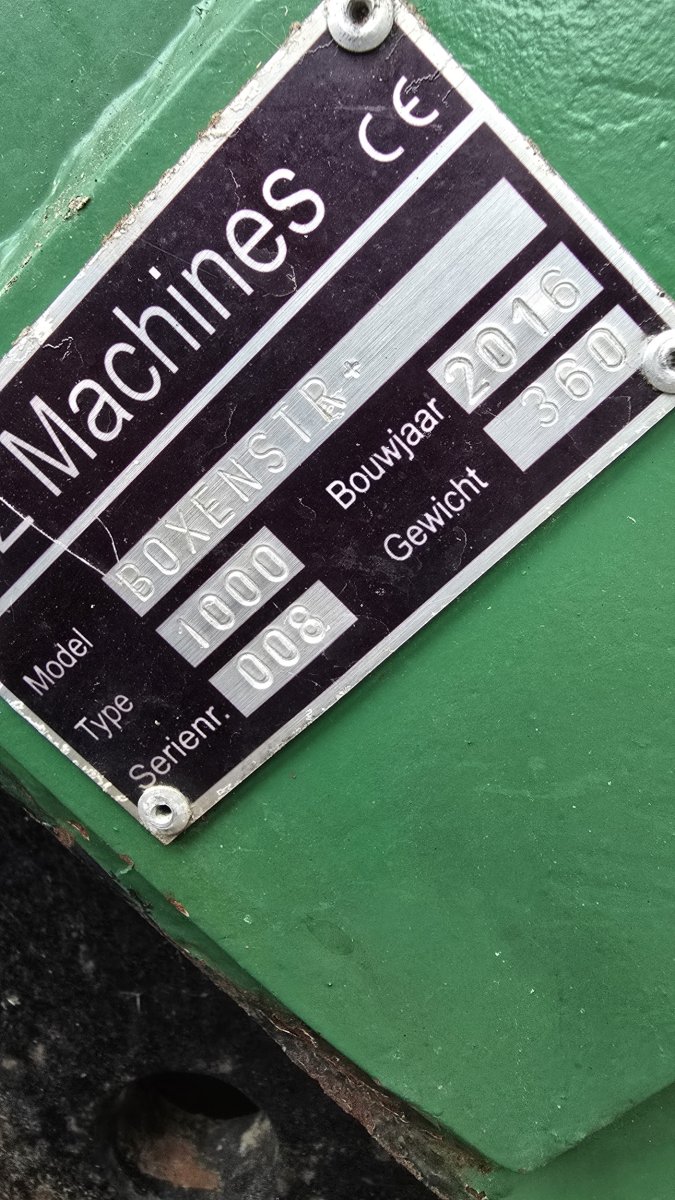 Machines CE
Model BOXENSTR+
Type 1000 Bouwjaar 2016
Serienr. 008 Gewicht 360